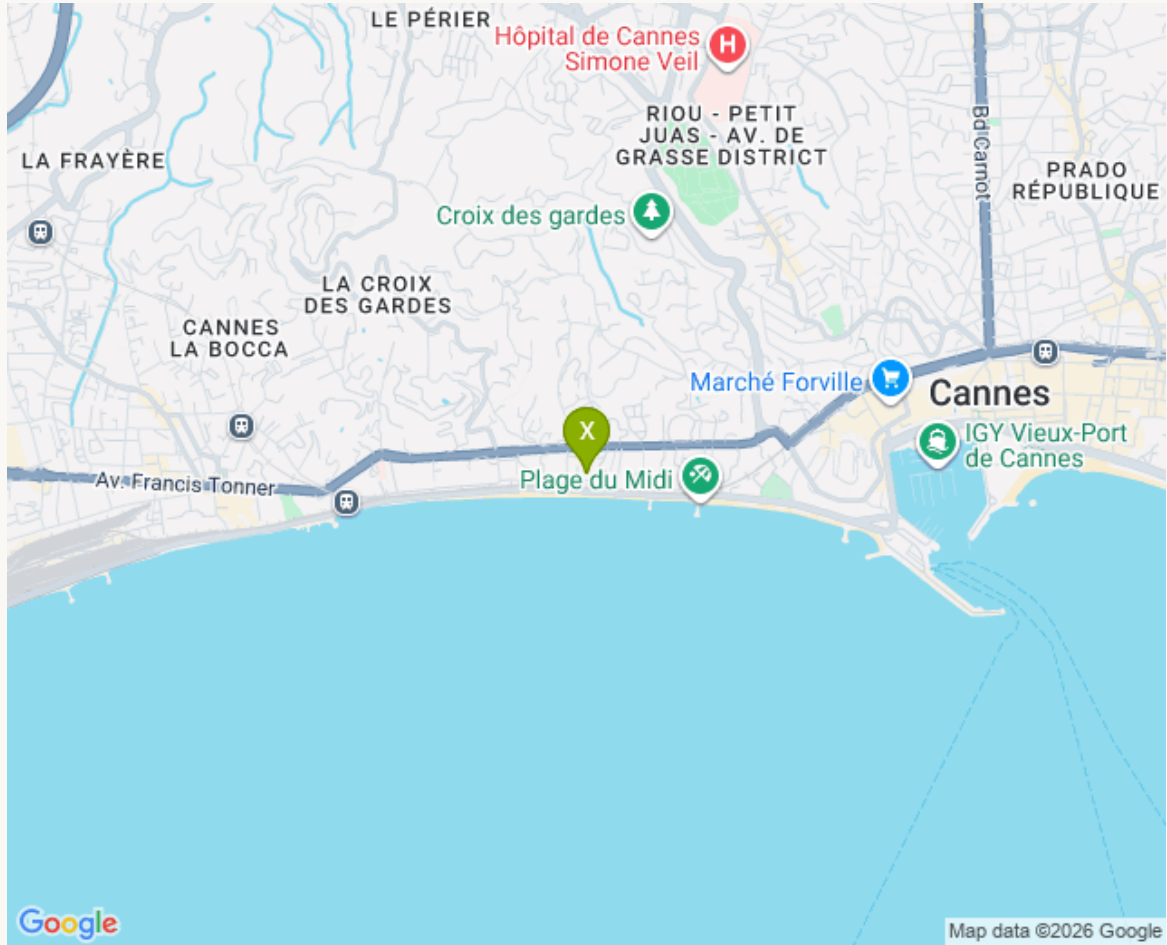 LE PÉRIER
Hôpital de Cannes
Simone Veil
H
RIOU - PETIT
JUAS - AV. DE
GRASSE DISTRICT
Bd Carnot
LA FRAYÈRE
PRADO
RÉPUBLIQUE
Croix des gardes
LA CROIX
DES GARDES
CANNES
LA BOCCA
Marché Forville
Cannes
X
IGY Vieux-Port
de Cannes
Plage du Midi
Av. Francis Tonner
Google
Map data ©2026 Google